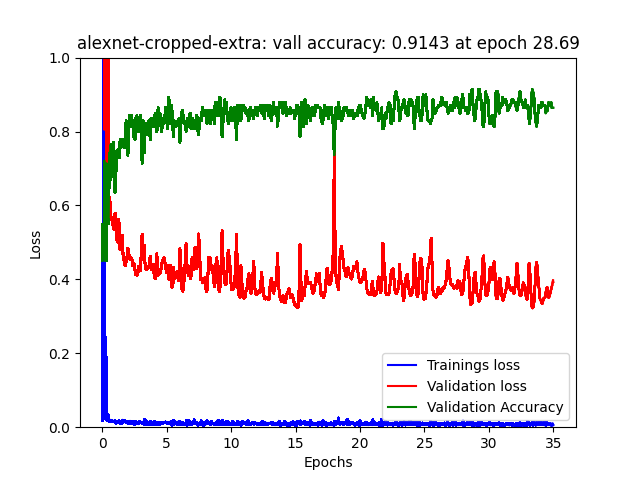 alexnet-cropped-extra: vall accuracy: 0.9143 at epoch 28.69
1.0
0.8
0.6
0.4
0.2
0.0
Loss
0 5 10 15 20 25 30 35
Epochs
Trainings loss
Validation loss
Validation Accuracy